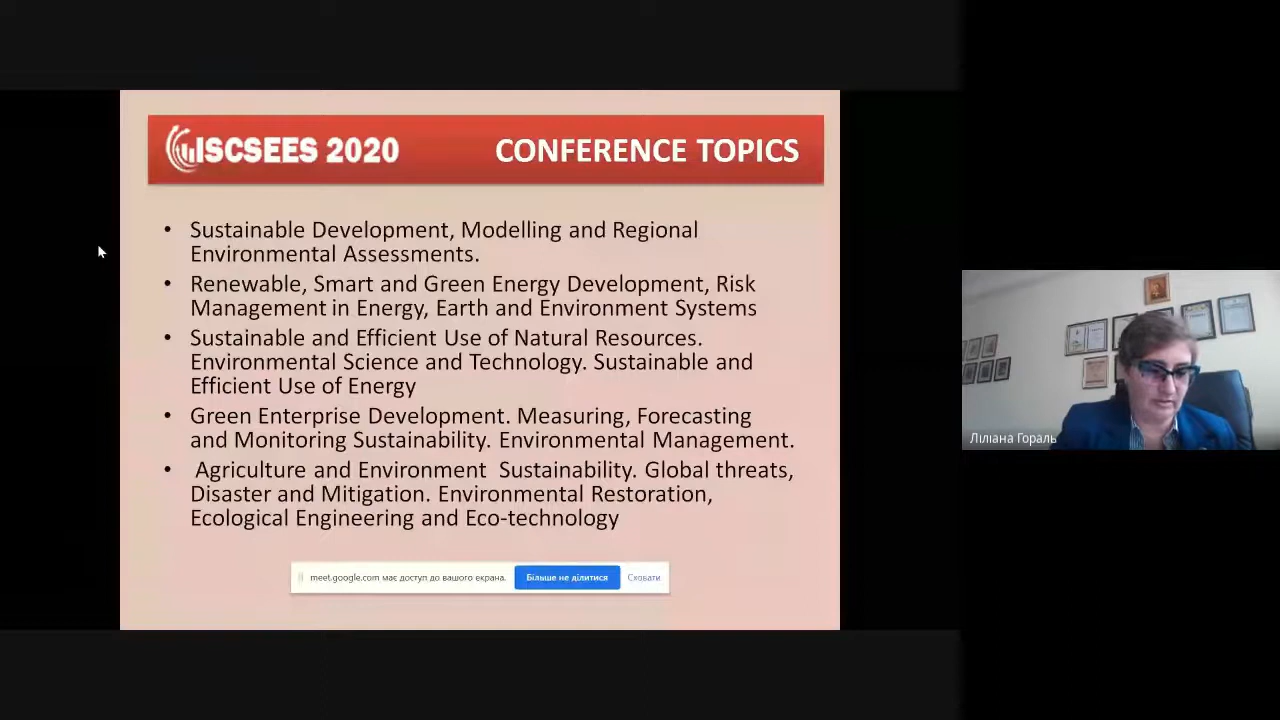 ISCSEES 2020 CONFERENCE TOPICS
• Sustainable Development, Modelling and Regional
Environmental Assessments.
• Renewable, Smart and Green Energy Development, Risk
Management in Energy, Earth and Environment Systems
• Sustainable and Efficient Use of Natural Resources.
Environmental Science and Technology. Sustainable and
Efficient Use of Energy
• Green Enterprise Development. Measuring, Forecasting
and Monitoring Sustainability. Environmental Management.
• Agriculture and Environment Sustainability. Global threats,
Disaster and Mitigation. Environmental Restoration,
Ecological Engineering and Eco-technology
meet.google.com має доступ до вашого екрана. Більше не ділитися Сховати
Ліліана Гораль